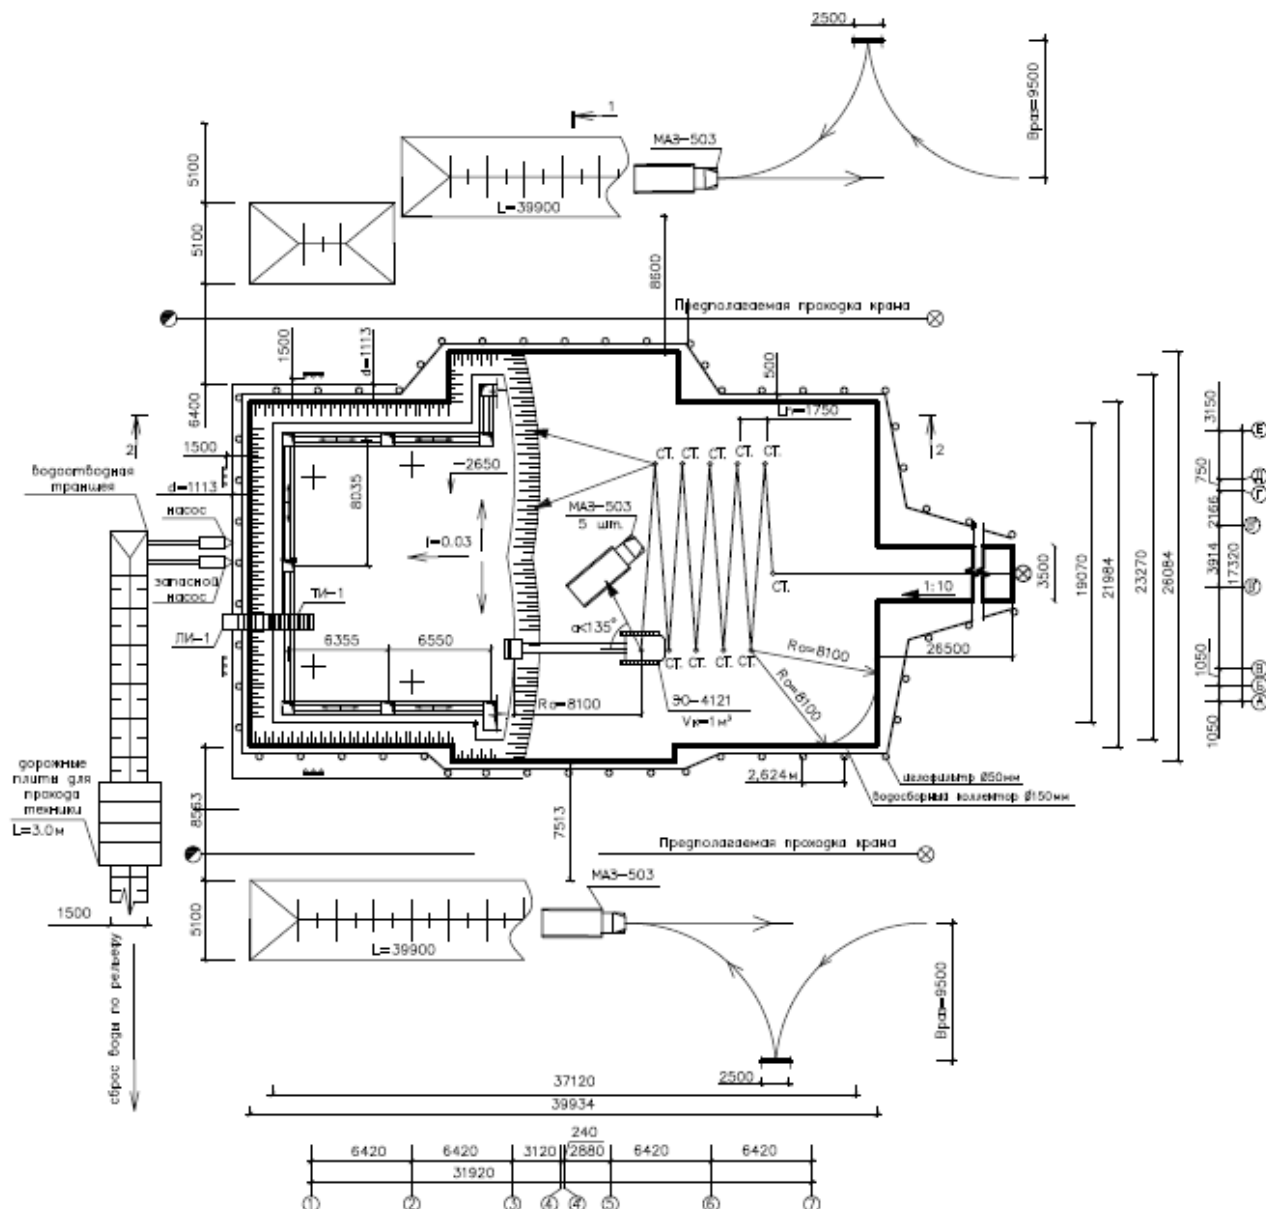 2500
Bраз=9500
1
МАЗ-503
5100
L=39900
5100
8600
Предполагаемая проходка крана
1500
d=1113
500
Lп=1750
6400
2
2
1500
водоотводная
траншея
d=1113
насос
-2650
8035
СТ.
СТ.
СТ.
СТ.
СТ.
МАЗ-503
5 шт.
i=0.03
запасной
насос
ТИ-1
ЛИ-1
6355
6550
α<135°
СТ.
СТ.
СТ.
СТ.
СТ.
1:10
3500
26500
Rо=8100
Rо=8100
Rо=8100
ЭО-4121
Vк=1м³
19070
21984
23270
26084
3150
750
2166
3914
17320
1050
1050
Е
Г
В
Б
А
дорожные
плиты для
прохода
техники
L=3.0м
2,624м
иглофильтр Ø50мм
водосборный коллектор Ø150мм
8563
7513
Предполагаемая проходка крана
МАЗ-503
1500
5100
L=39900
Bраз=9500
сброс воды по рельефу
2500
37120
39934
240
6420
6420
3120
2880
6420
6420
31920
1
2
3
4
4'
5
6
7